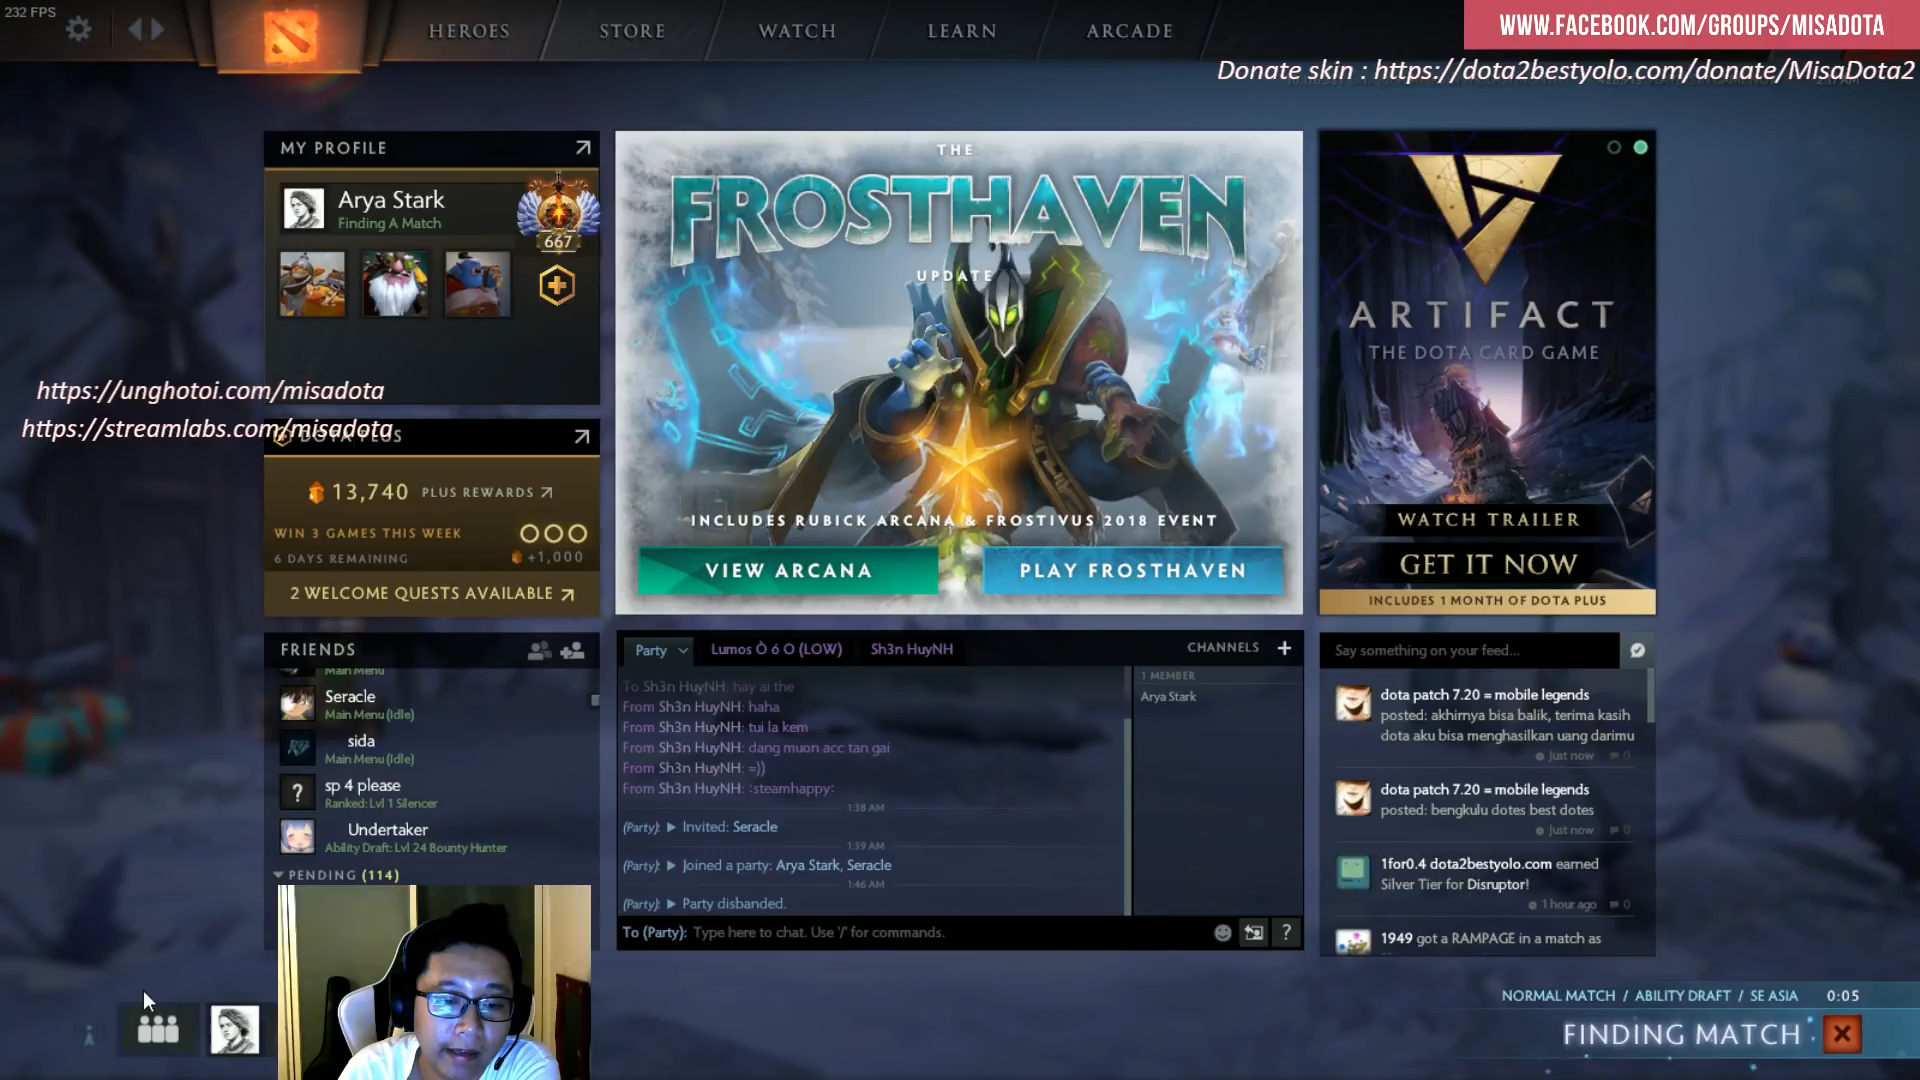 232 FPS
HEROES
STORE
WATCH
LEARN
ARCADE
WWW.FACEBOOK.COM/GROUPS/MISADOTA
Donate skin : https://dota2bestyolo.com/donate/MisaDota2
MY PROFILE
Arya Stark
Finding A Match
667
https://unghotoi.com/misadota
https://streamlabs.com/misadota
DOTA PLUS
13,740 PLUS REWARDS
WIN 3 GAMES THIS WEEK
6 DAYS REMAINING
+1,000
2 WELCOME QUESTS AVAILABLE
THE
FROSTHAVEN
UPDATE
INCLUDES RUBICK ARCANA & FROSTIVUS 2018 EVENT
VIEW ARCANA
PLAY FROSTHAVEN
ARTIFACT
THE DOTA CARD GAME
WATCH TRAILER
GET IT NOW
INCLUDES 1 MONTH OF DOTA PLUS
FRIENDS
Main Menu
Seracle
Main Menu (Idle)
sida
Main Menu (Idle)
sp 4 please
Ranked: Lvl 1 Silencer
Undertaker
Ability Draft: Lvl 24 Bounty Hunter
PENDING (114)
Party
Lumos Ò ó O (LOW)
Sh3n HuyNH
CHANNELS +
To Sh3n HuyNH: hay ai the
From Sh3n HuyNH: haha
From Sh3n HuyNH: tui la kem
From Sh3n HuyNH: dang muon acc tan gai
From Sh3n HuyNH: =))
From Sh3n HuyNH: :steamhappy:
1:38 AM
(Party): ▶ Invited: Seracle
1:39 AM
(Party): ▶ Joined a party: Arya Stark, Seracle
1:46 AM
(Party): ▶ Party disbanded.
To (Party): Type here to chat. Use '/' for commands.
?
1 MEMBER
Arya Stark
Say something on your feed...
dota patch 7.20 = mobile legends
posted: akhirnya bisa balik, terima kasih
dota aku bisa menghasilkan uang darimu
Just now 0
dota patch 7.20 = mobile legends
posted: bengkulu dotes best dotes
Just now 0
1for0.4 dota2bestyolo.com earned
Silver Tier for Disruptor!
1 hour ago 0
1949 got a RAMPAGE in a match as
NORMAL MATCH / ABILITY DRAFT / SE ASIA 0:05
FINDING MATCH